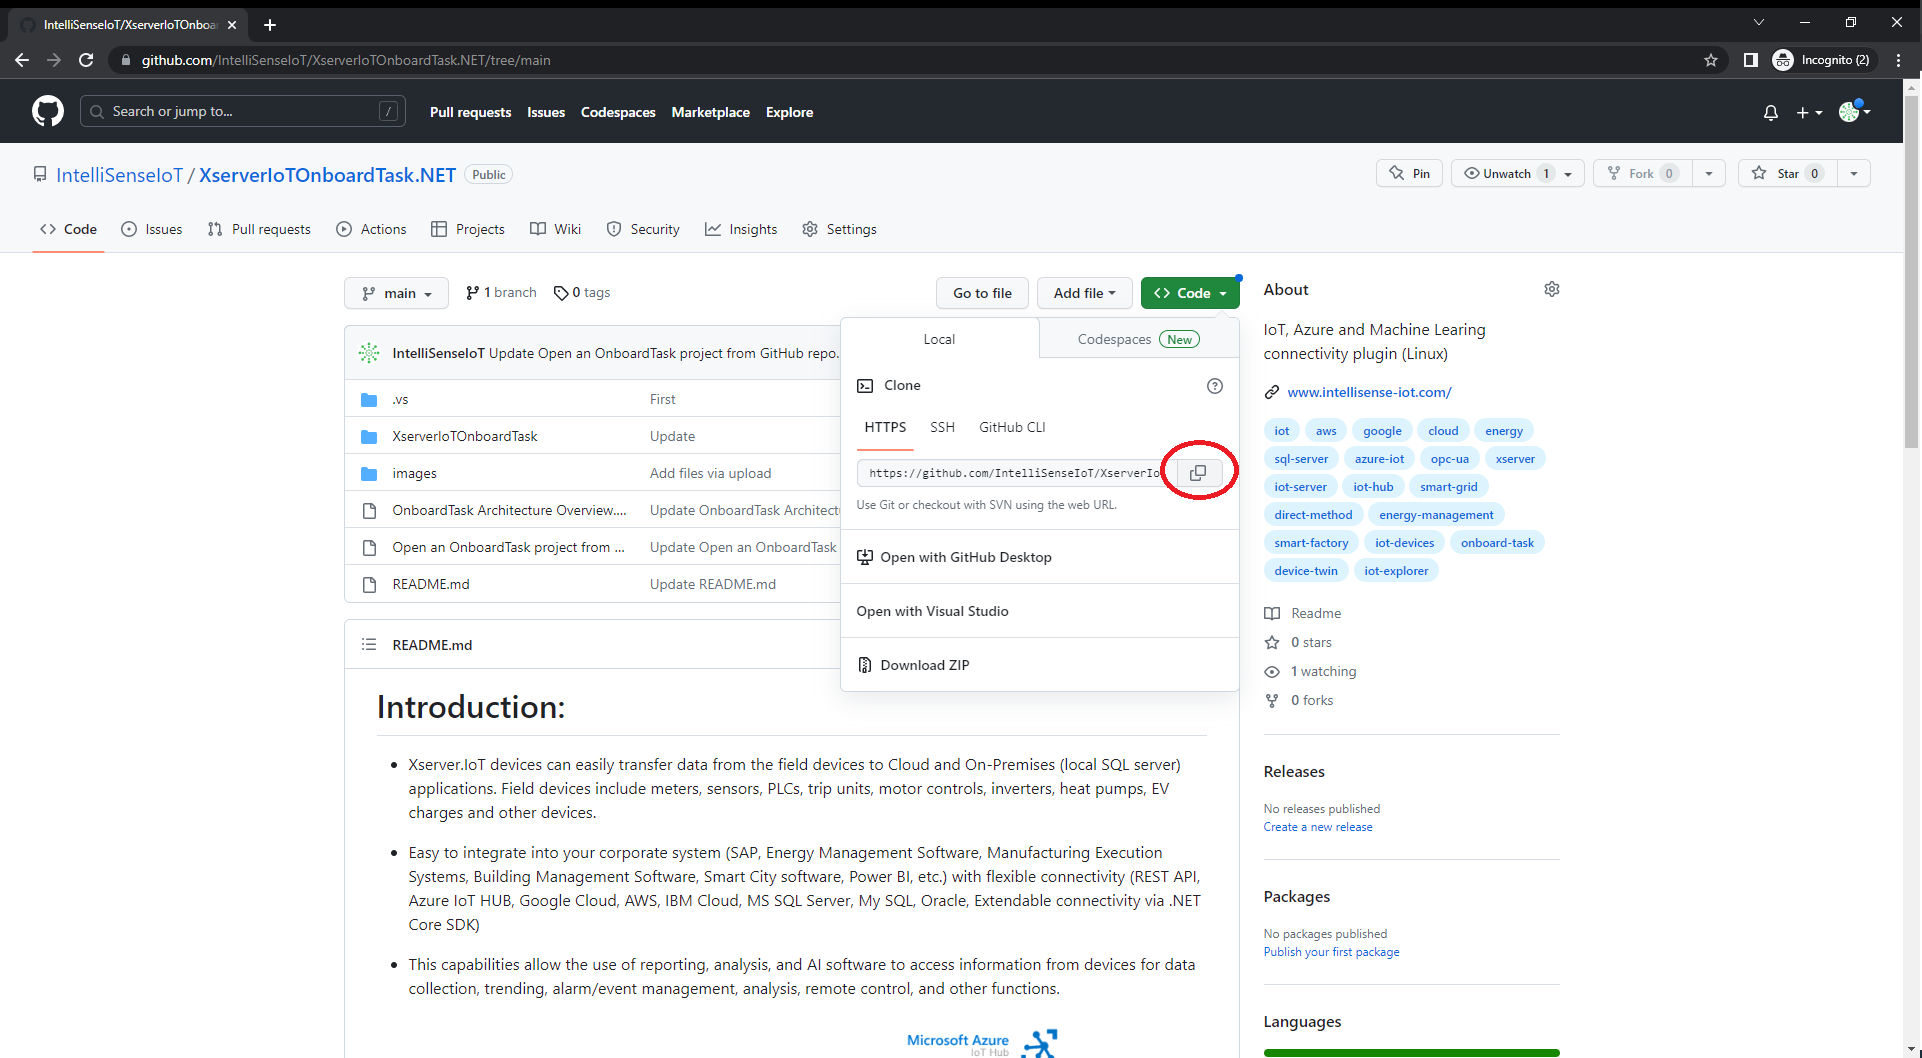 IntelliSenseIoT/XserverIoTOnboa
Incognito (2)
github.com/IntelliSenseIoT/XserverIoTOnboardTask.NET/tree/main
Search or jump to...
/
Pull requests
Issues
Codespaces
Marketplace
Explore
IntelliSenseIoT / XserverIoTOnboardTask.NET
Public
Pin
Unwatch 1
Fork 0
Star 0
Code
Issues
Pull requests
Actions
Projects
Wiki
Security
Insights
Settings
main
1 branch
0 tags
Go to file
Add file
Code
IntelliSenseIoT Update Open an OnboardTask project from GitHub repo.
.vs First
XserverIoTOnboardTask Update
images Add files via upload
OnboardTask Architecture Overview.... Update OnboardTask Architect
Open an OnboardTask project from ... Update Open an OnboardTask
README.md Update README.md
Local
Codespaces New
Clone
HTTPS SSH GitHub CLI
https://github.com/IntelliSenseIoT/XserverIo
Use Git or checkout with SVN using the web URL.
Open with GitHub Desktop
Open with Visual Studio
Download ZIP
README.md
Introduction:
• Xserver.IoT devices can easily transfer data from the field devices to Cloud and On-Premises (local SQL server)
applications. Field devices include meters, sensors, PLCs, trip units, motor controls, inverters, heat pumps, EV
charges and other devices.
• Easy to integrate into your corporate system (SAP, Energy Management Software, Manufacturing Execution
Systems, Building Management Software, Smart City software, Power BI, etc.) with flexible connectivity (REST API,
Azure IoT HUB, Google Cloud, AWS, IBM Cloud, MS SQL Server, My SQL, Oracle, Extendable connectivity via .NET
Core SDK)
• This capabilities allow the use of reporting, analysis, and AI software to access information from devices for data
collection, trending, alarm/event management, analysis, remote control, and other functions.
Microsoft Azure
IoT Hub
About
IoT, Azure and Machine Learing
connectivity plugin (Linux)
www.intellisense-iot.com/
iot aws google cloud energy
sql-server azure-iot opc-ua xserver
iot-server iot-hub smart-grid
direct-method energy-management
smart-factory iot-devices onboard-task
device-twin iot-explorer
Readme
0 stars
1 watching
0 forks
Releases
No releases published
Create a new release
Packages
No packages published
Publish your first package
Languages